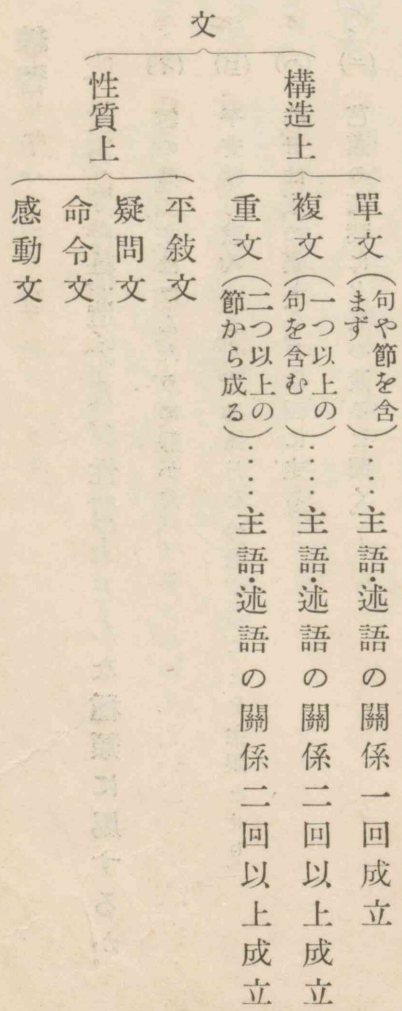 文
構造上
單文(句や節を含まず)……主語・述語の關係一回成立
複文(一つ以上の句を含む)……主語・述語の關係二回以上成立
重文(二つ以上の節から成る)……主語・述語の關係二回以上成立
性質上
平敍文
疑問文
命令文
感動文